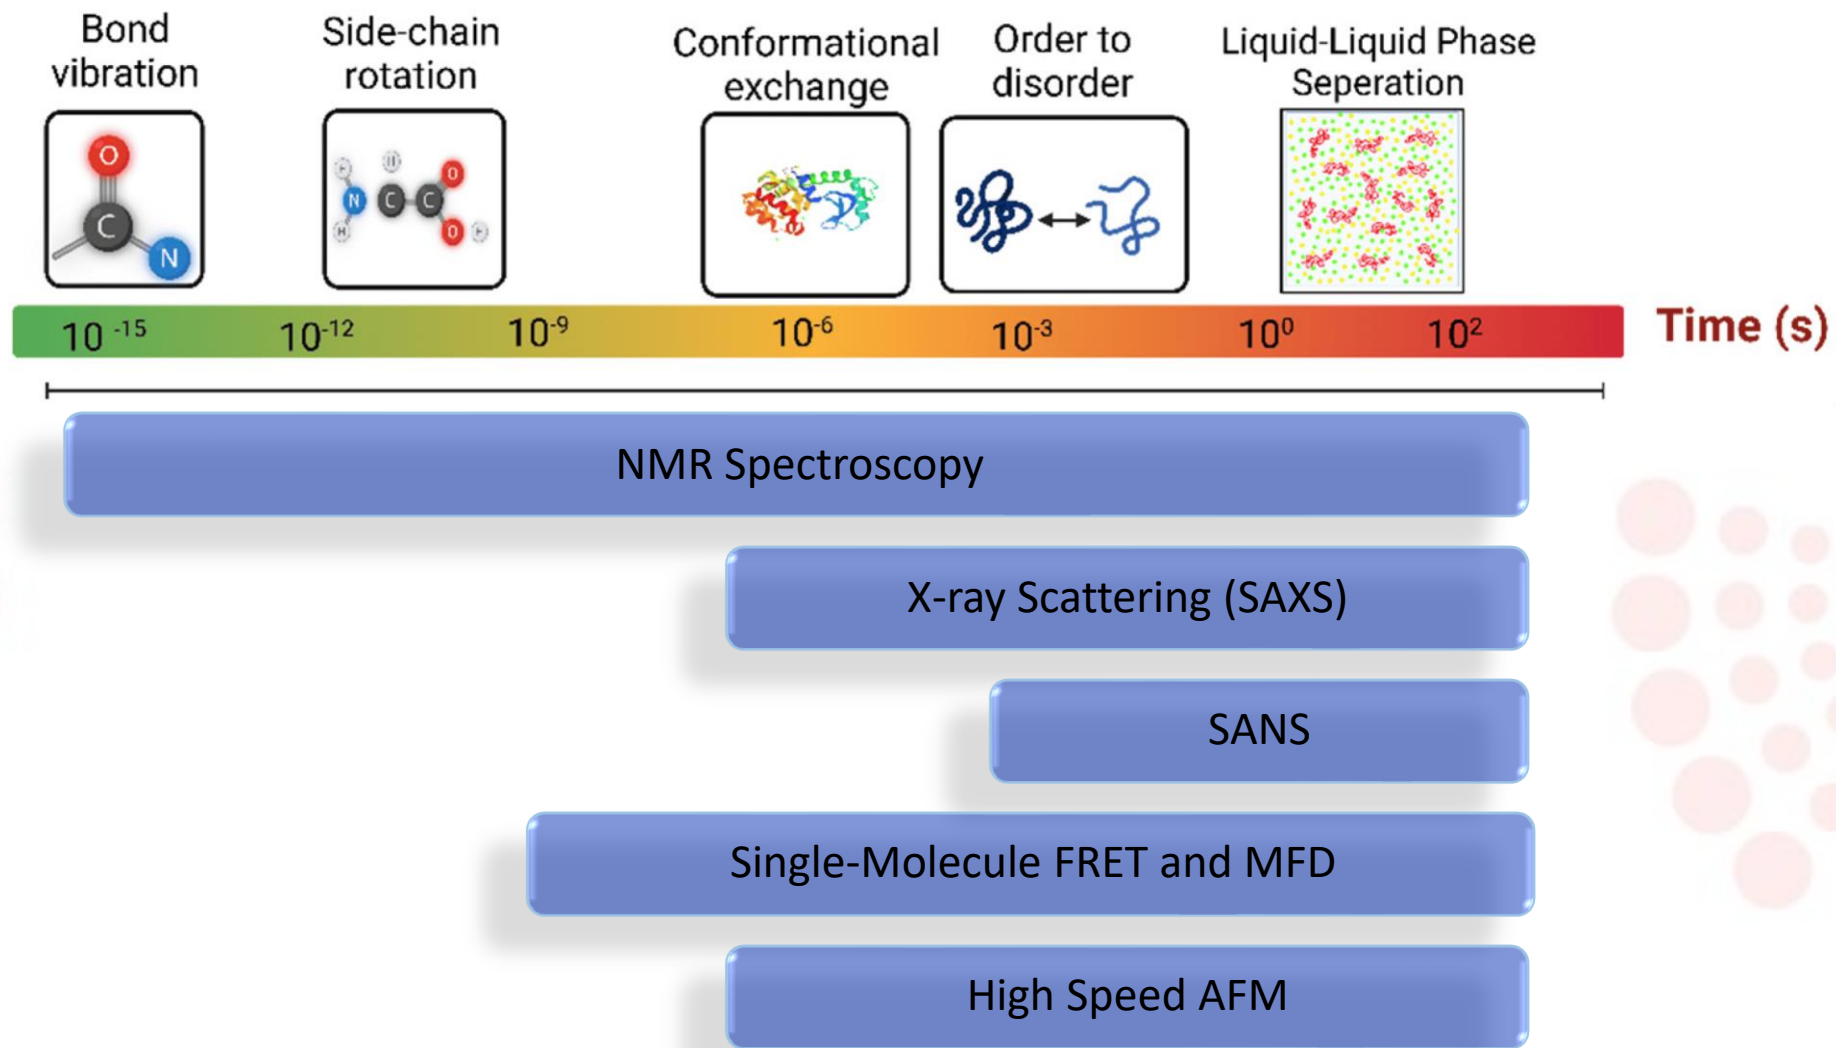 Bond
vibration
Side-chain
rotation
Conformational
exchange
Order to
disorder
Liquid-Liquid Phase
Seperation
O
C
N
H
H
N
H
C
C
O
O
H
10⁻¹⁵ 10⁻¹² 10⁻⁹ 10⁻⁶ 10⁻³ 10⁰ 10² Time (s)
NMR Spectroscopy
X-ray Scattering (SAXS)
SANS
Single-Molecule FRET and MFD
High Speed AFM